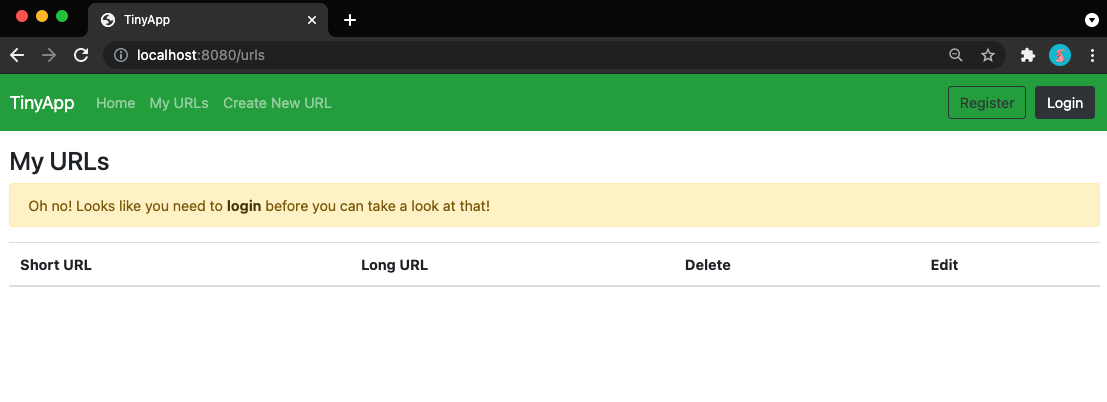 TinyApp
localhost:8080/urls
TinyApp Home My URLs Create New URL Register Login
My URLs
Oh no! Looks like you need to login before you can take a look at that!
Short URL Long URL Delete Edit